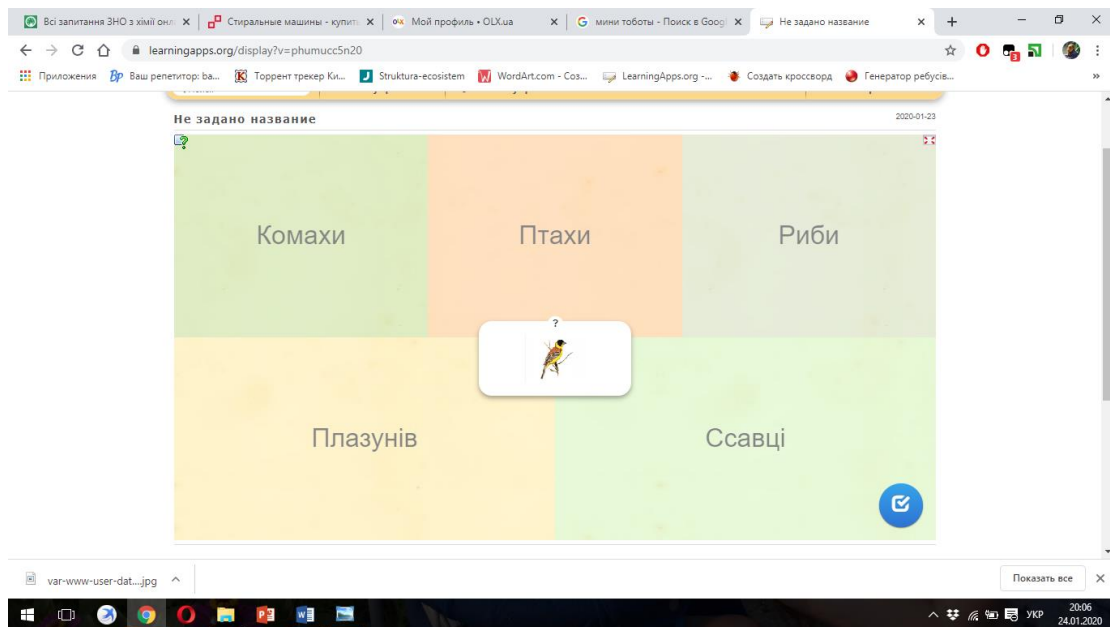 Всі запитання ЗНО з хімії онл
Стиральные машины - купить
Мой профиль • OLX.ua
мини тоботы - Поиск в Goog
Не задано название
learningapps.org/display?v=phumucc5n20
Приложения
Вр Ваш репетитор: ba...
Торрент трекер Ки...
Struktura-ecosistem
WordArt.com - Соз...
LearningApps.org -...
Создать кроссворд
Генератор ребусів...
Не задано название
2020-01-23
Комахи
Птахи
Риби
?
Плазунів
Ссавці
var-www-user-dat....jpg
Показать все
УКР
20:06
24.01.2020